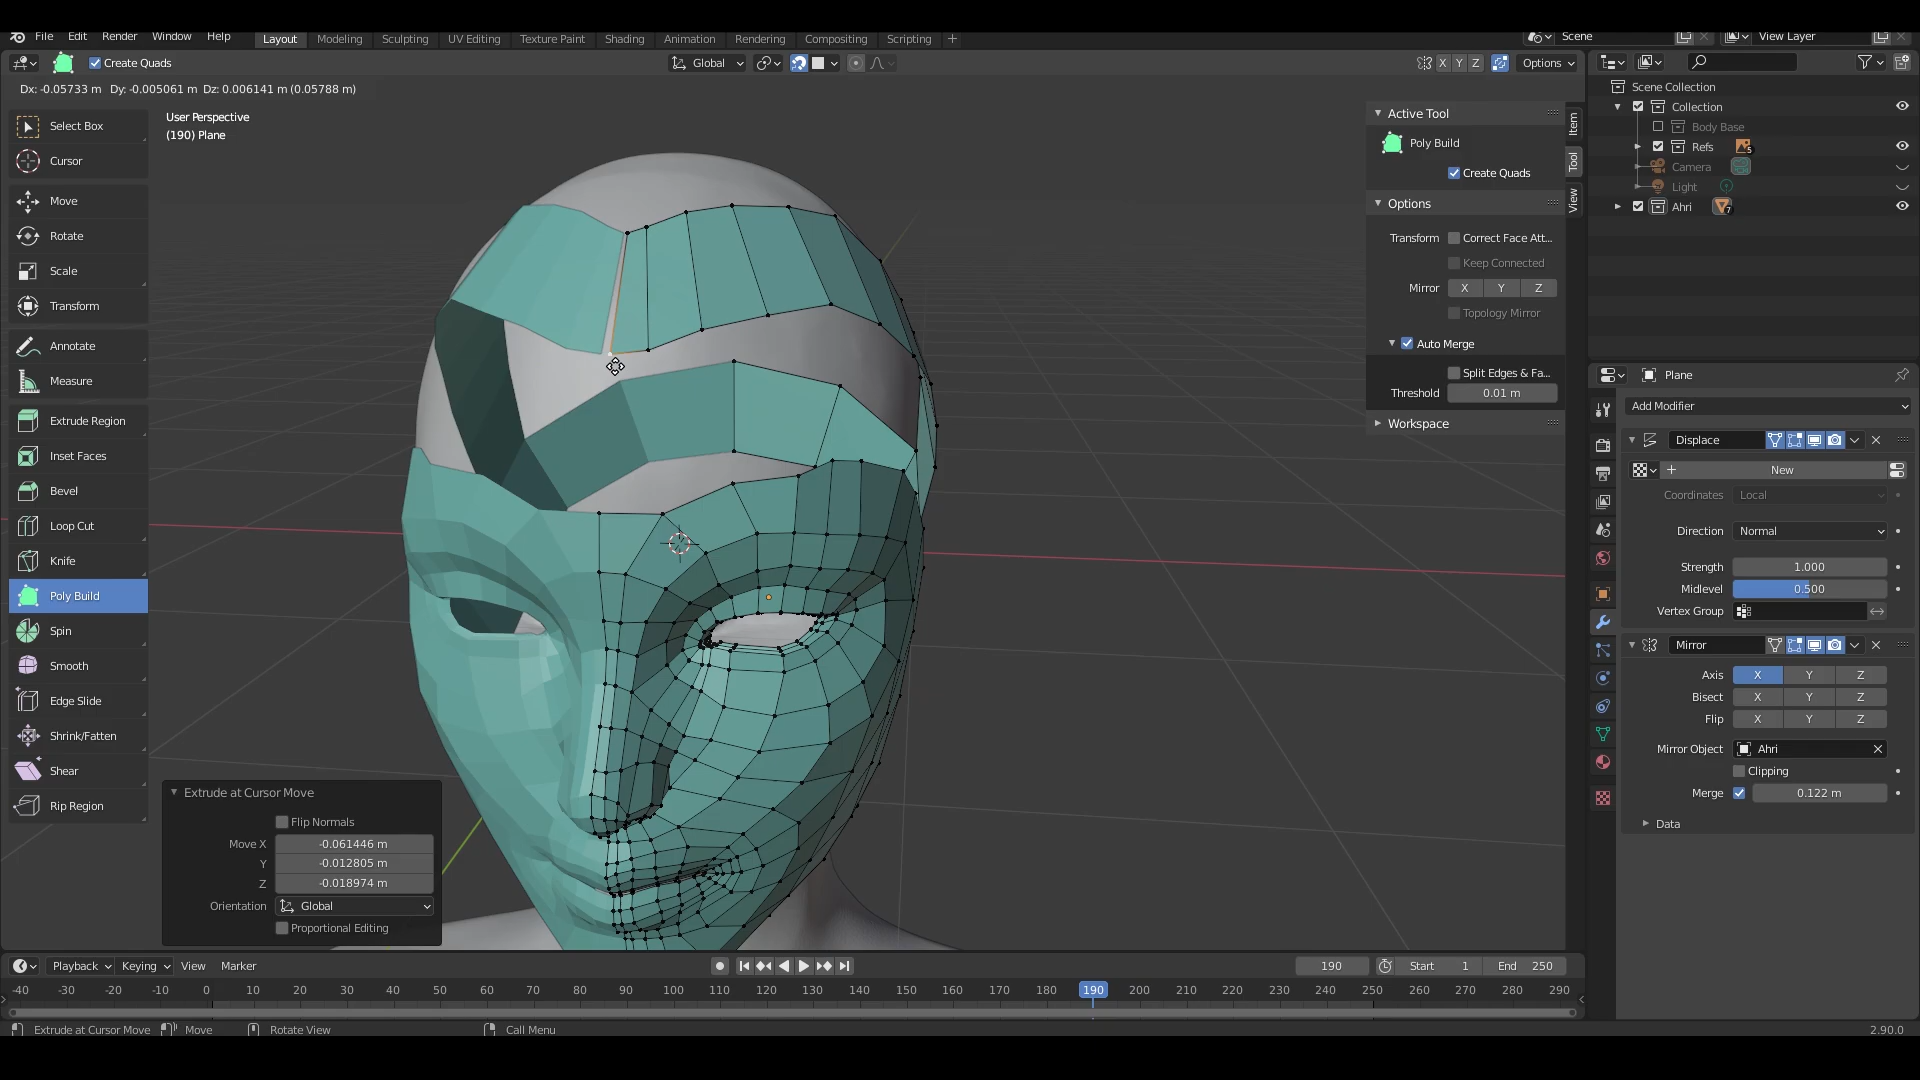 File Edit Render Window Help Layout Modeling Sculpting UV Editing Texture Paint Shading Animation Rendering Compositing Scripting + Scene View Layer
Create Quads Global X Y Z Options
Dx: -0.05733 m Dy: -0.005061 m Dz: 0.006141 m (0.05788 m)
User Perspective
(190) Plane
Select Box
Cursor
Move
Rotate
Scale
Transform
Annotate
Measure
Extrude Region
Inset Faces
Bevel
Loop Cut
Knife
Poly Build
Spin
Smooth
Edge Slide
Shrink/Fatten
Shear
Rip Region
Extrude at Cursor Move
Flip Normals
Move X -0.061446 m
Y -0.012805 m
Z -0.018974 m
Orientation Global
Proportional Editing
Active Tool
Poly Build
Create Quads
Options
Transform Correct Face Att...
Keep Connected
Mirror X Y Z
Topology Mirror
Auto Merge
Split Edges & Fa...
Threshold 0.01 m
Workspace
Item
Tool
View
Scene Collection
Collection
Body Base
Refs 5
Camera
Light
Ahri 7
Plane
Add Modifier
Displace
New
Coordinates Local
Direction Normal
Strength 1.000
Midlevel 0.500
Vertex Group
Mirror
Axis X Y Z
Bisect X Y Z
Flip X Y Z
Mirror Object Ahri
Clipping
Merge 0.122 m
Data
Playback Keying View Marker 190 Start 1 End 250
-40 -30 -20 -10 0 10 20 30 40 50 60 70 80 90 100 110 120 130 140 150 160 170 180 190 200 210 220 230 240 250 260 270 280 290
Extrude at Cursor Move Move Rotate View Call Menu 2.90.0